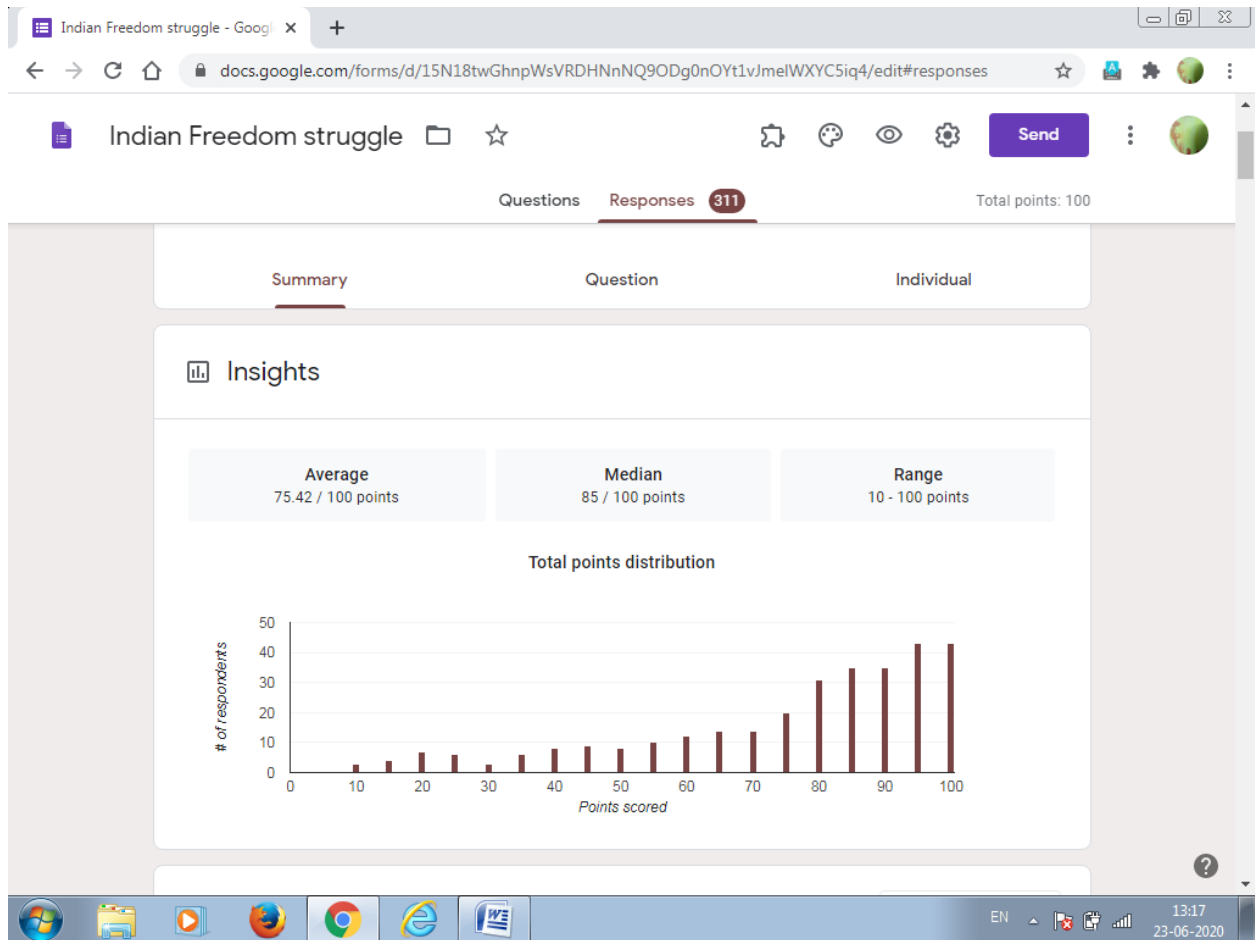 Indian Freedom struggle - Googl
docs.google.com/forms/d/15N18twGhnpWsVRDHNnNQ9ODg0nOYt1vJmelWXYC5iq4/edit#responses
Indian Freedom struggle
Send
Questions Responses 311
Total points: 100
Summary Question Individual
Insights
Average Median Range
75.42 / 100 points 85 / 100 points 10 - 100 points
Total points distribution
50
40
30
20
10
0
# of respondents
0 10 20 30 40 50 60 70 80 90 100
Points scored
EN
13:17
23-06-2020